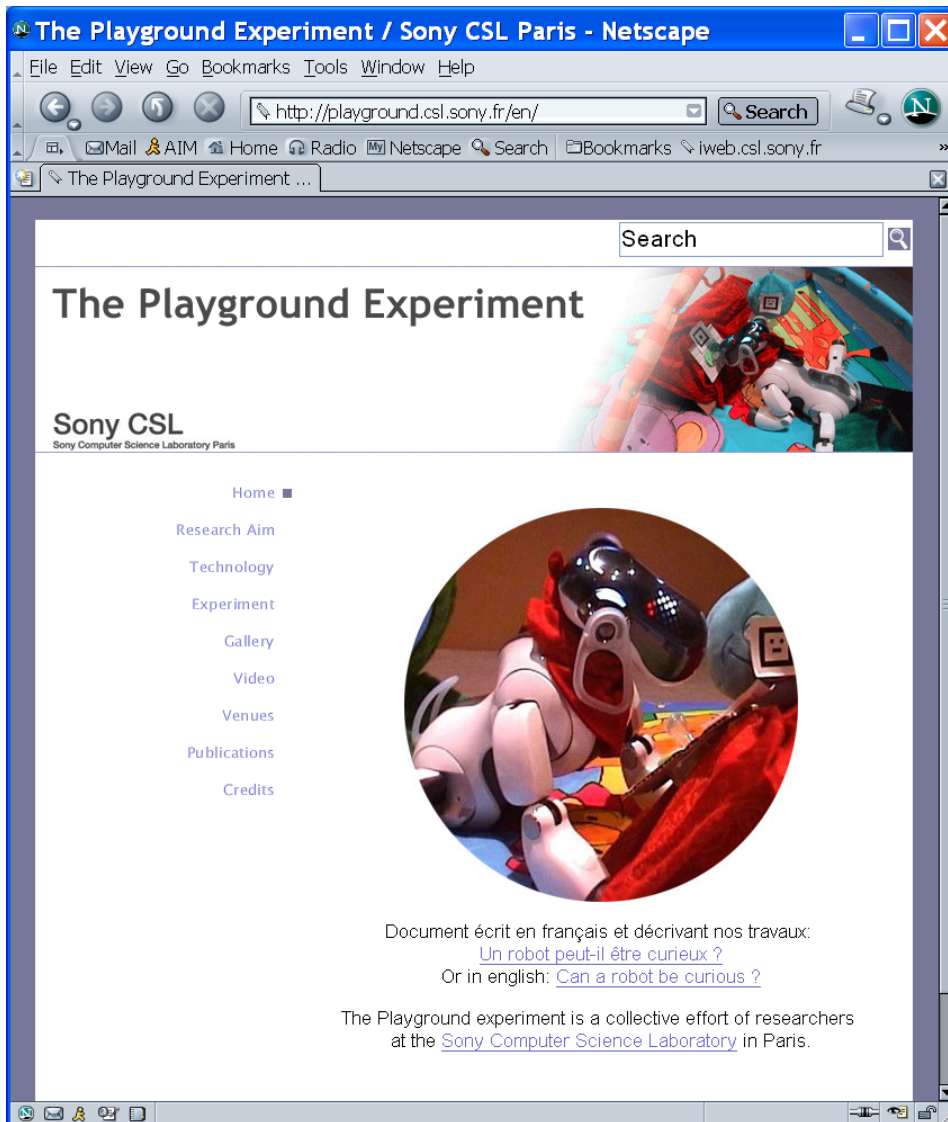 The Playground Experiment / Sony CSL Paris - Netscape
File Edit View Go Bookmarks Tools Window Help
http://playground.csl.sony.fr/en/ Search
Mail AIM Home Radio My Netscape Search Bookmarks iweb.csl.sony.fr »
The Playground Experiment ...
Search
The Playground Experiment
Sony CSL
Sony Computer Science Laboratory Paris
Home
Research Aim
Technology
Experiment
Gallery
Video
Venues
Publications
Credits
Document écrit en français et décrivant nos travaux:
Un robot peut-il être curieux ?
Or in english: Can a robot be curious ?
The Playground experiment is a collective effort of researchers
at the Sony Computer Science Laboratory in Paris.